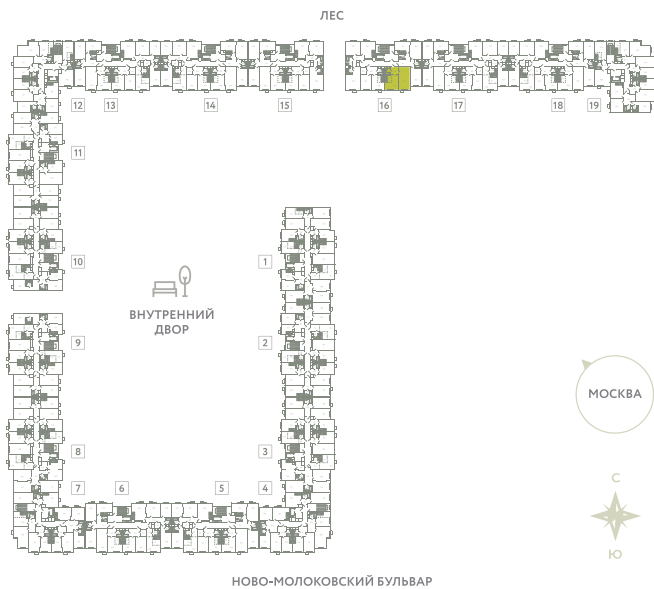 ЛЕС
12 13 14 15 16 17 18 19
11
10 1
ВНУТРЕННИЙ
ДВОР
9 2
МОСКВА
8 3
7 6 5 4
С
Ю
НОВО-МОЛОКОВСКИЙ БУЛЬВАР